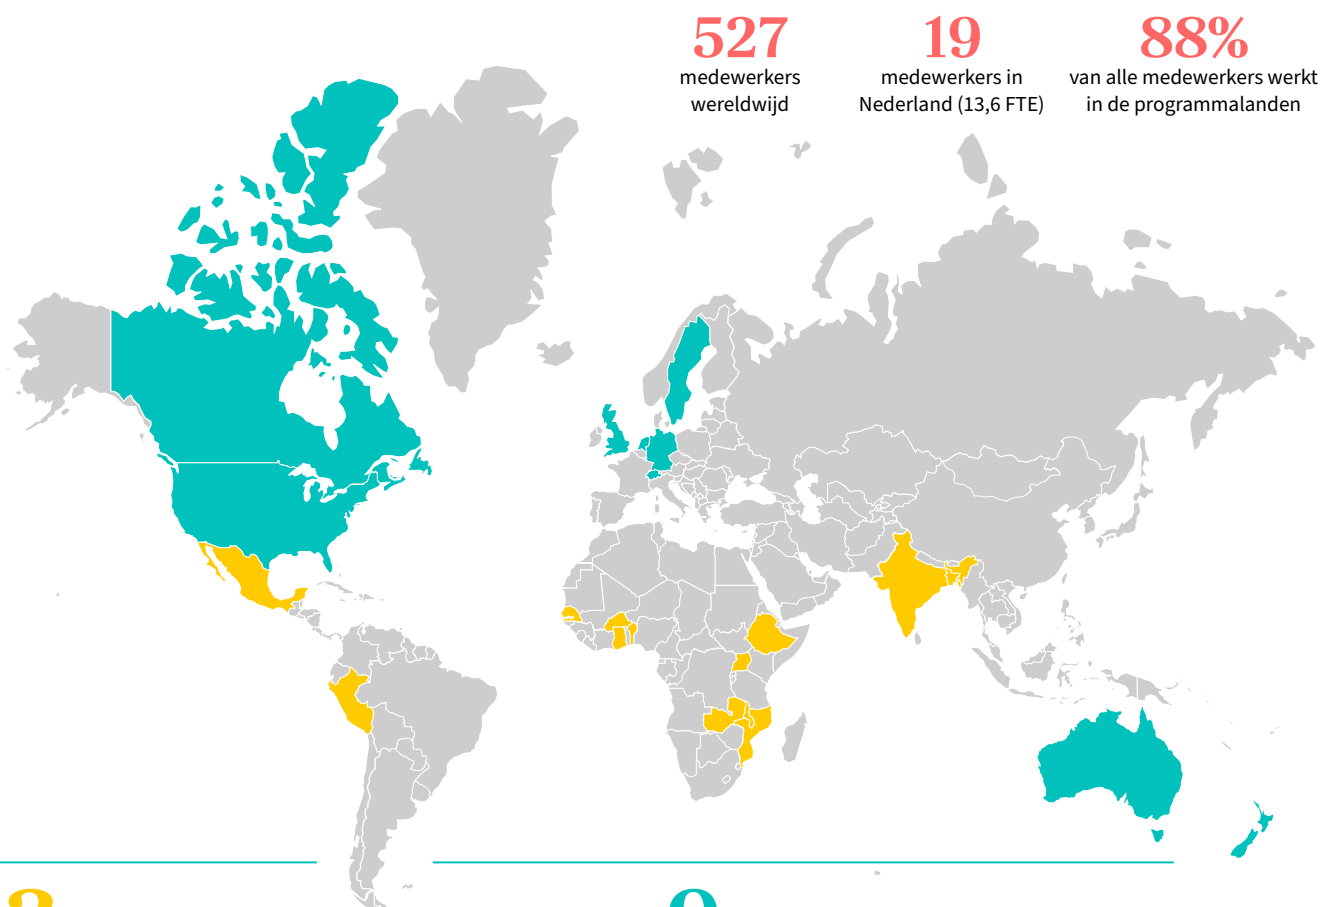 527
medewerkers
wereldwijd
19
medewerkers in
Nederland (13,6 FTE)
88%
van alle medewerkers werkt
in de programmalanden